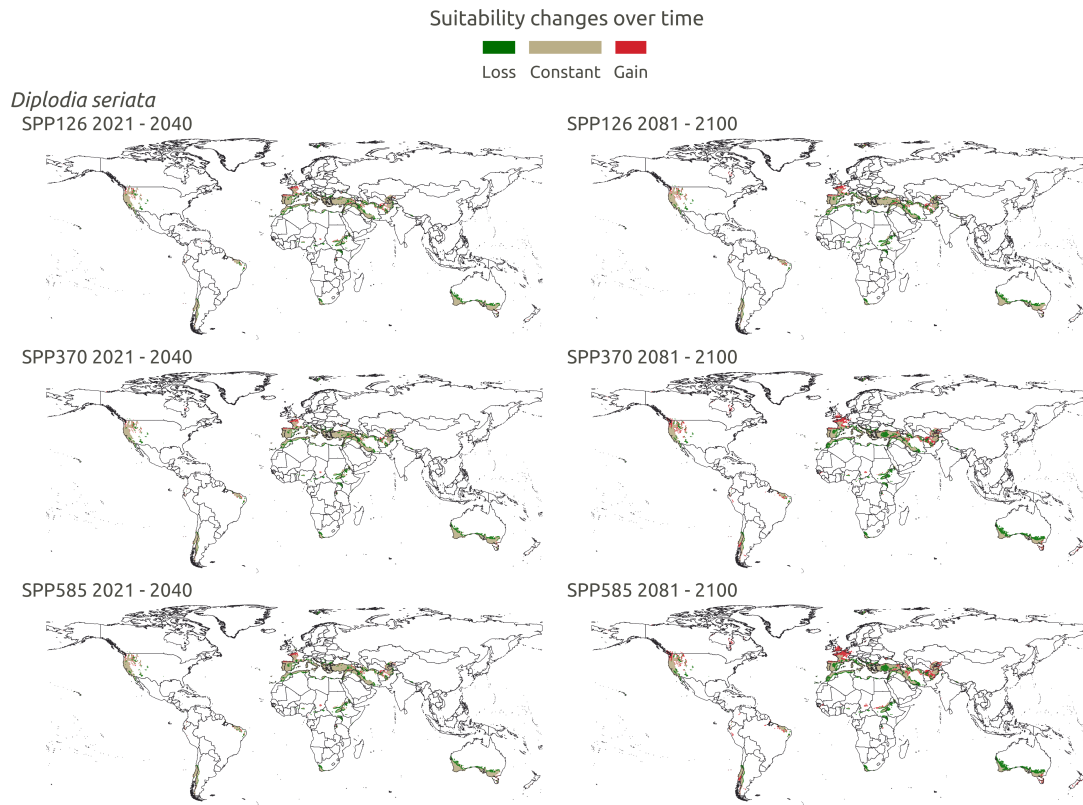 Suitability changes over time
Loss Constant Gain
Diplodia seriata
SPP126 2021 - 2040
SPP126 2081 - 2100
SPP370 2021 - 2040
SPP370 2081 - 2100
SPP585 2021 - 2040
SPP585 2081 - 2100